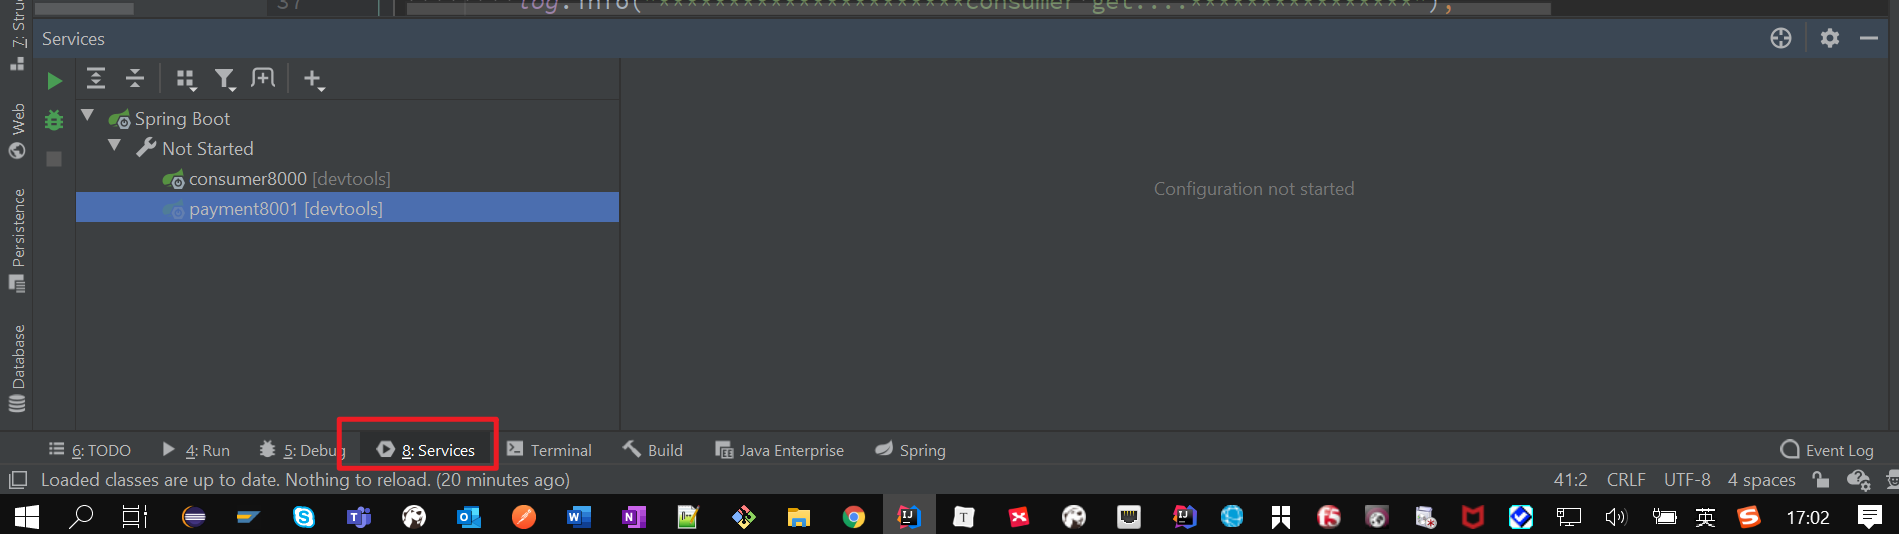 37
log.info("**********************consumer get....****************");
Services
Z: Stru
Web
Persistence
Database
Spring Boot
Not Started
consumer8000 [devtools]
payment8001 [devtools]
Configuration not started
6: TODO
4: Run
5: Debug
8: Services
Terminal
Build
Java Enterprise
Spring
Event Log
Loaded classes are up to date. Nothing to reload. (20 minutes ago)
41:2
CRLF
UTF-8
4 spaces
英
17:02